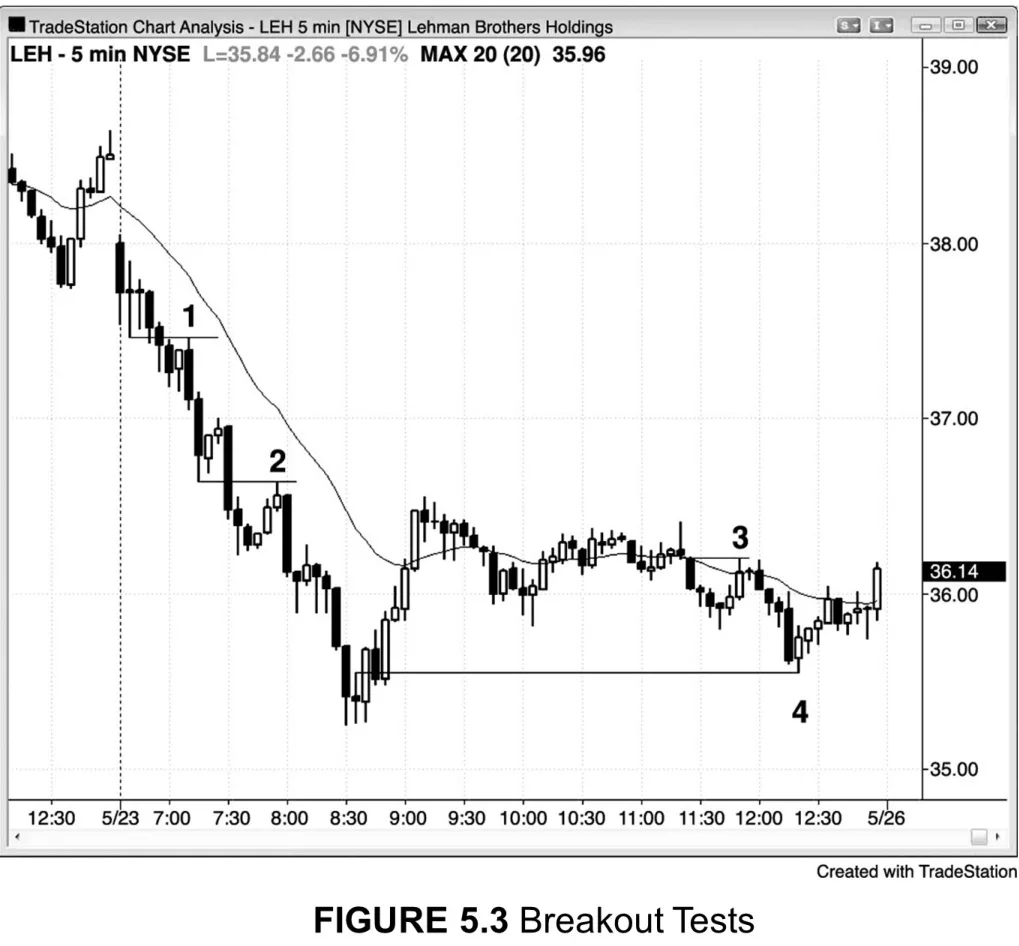 TradeStation Chart Analysis - LEH 5 min [NYSE] Lehman Brothers Holdings
LEH - 5 min NYSE L=35.84 -2.66 -6.91% MAX 20 (20) 35.96
39.00
38.00
1
37.00
2
3
36.14
36.00
4
35.00
12:30 5/23 7:00 7:30 8:00 8:30 9:00 9:30 10:00 10:30 11:00 11:30 12:00 12:30 5/26
Created with TradeStation
FIGURE 5.3 Breakout Tests